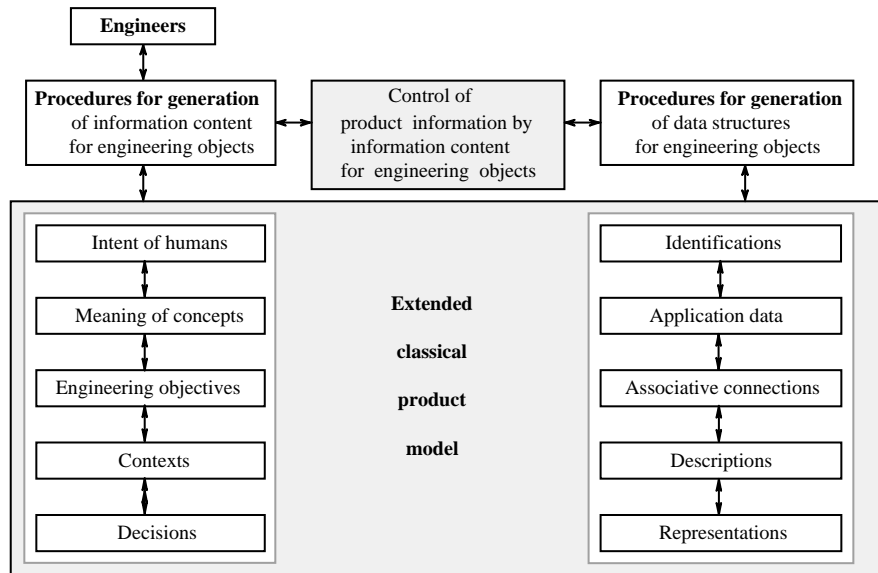 Engineers
Procedures for generation
of information content
for engineering objects
Control of
product information by
information content
for engineering objects
Procedures for generation
of data structures
for engineering objects
Intent of humans
Meaning of concepts
Engineering objectives
Contexts
Decisions
Extended
classical
product
model
Identifications
Application data
Associative connections
Descriptions
Representations